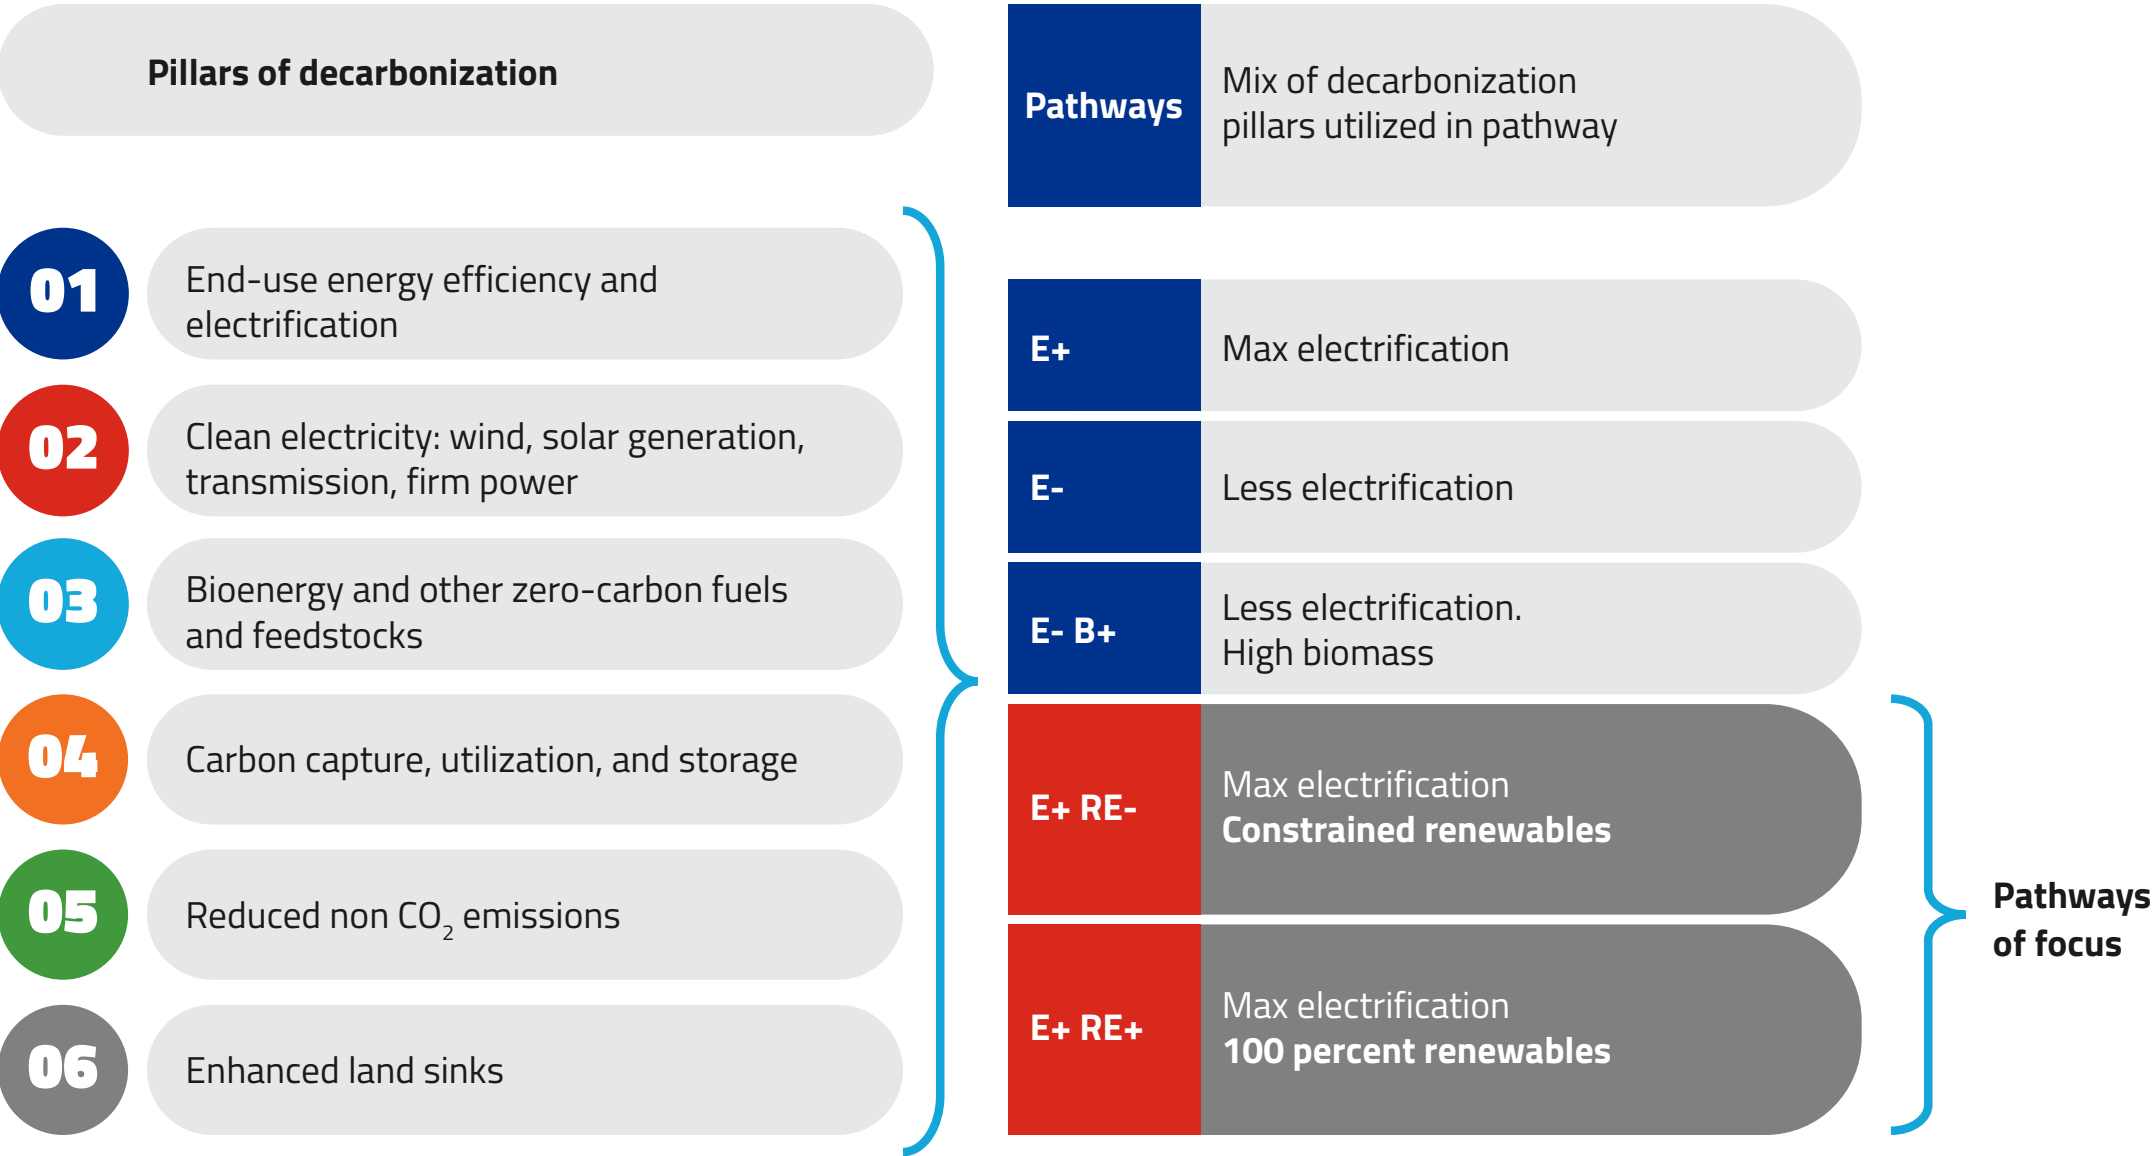 Pillars of decarbonization
01
End-use energy efficiency and
electrification
02
Clean electricity: wind, solar generation,
transmission, firm power
03
Bioenergy and other zero-carbon fuels
and feedstocks
04
Carbon capture, utilization, and storage
05
Reduced non CO₂ emissions
06
Enhanced land sinks
Pathways
Mix of decarbonization
pillars utilized in pathway
E+
Max electrification
E-
Less electrification
E- B+
Less electrification.
High biomass
E+ RE-
Max electrification
Constrained renewables
E+ RE+
Max electrification
100 percent renewables
Pathways
of focus